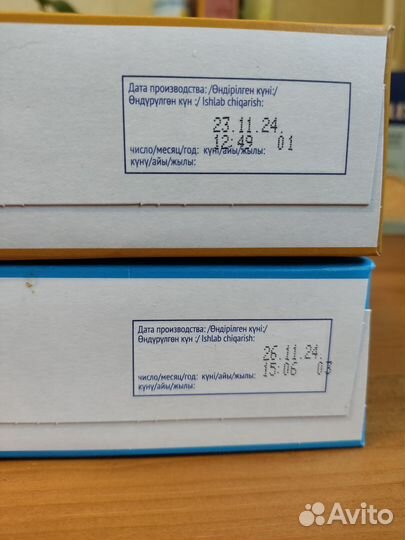 Дата производства: /Өндірілген күні:/
Өндүрүлгөн күн :/ Ishlab chiqarish:
23.11.24.
12:49 01
число/месяц/год: күні/айы/жылы:
күнү/айы/жылы:
Дата производства: /Өндірілген күні:/
Өндүрүлгөн күн :/ Ishlab chiqarish:
26.11.24.
15:06 03
число/месяц/год: күні/айы/жылы:
күнү/айы/жылы:
Avito